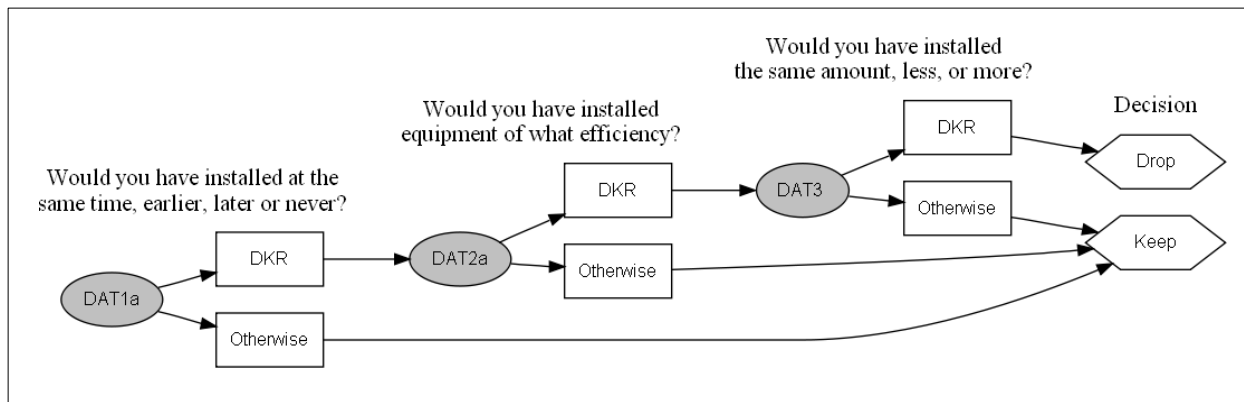 Would you have installed
the same amount, less, or more?
Would you have installed
equipment of what efficiency?
Decision
DKR
Drop
Would you have installed at the
same time, earlier, later or never?
DKR
DAT3
Otherwise
DKR
DAT2a
Otherwise
Keep
DAT1a
Otherwise